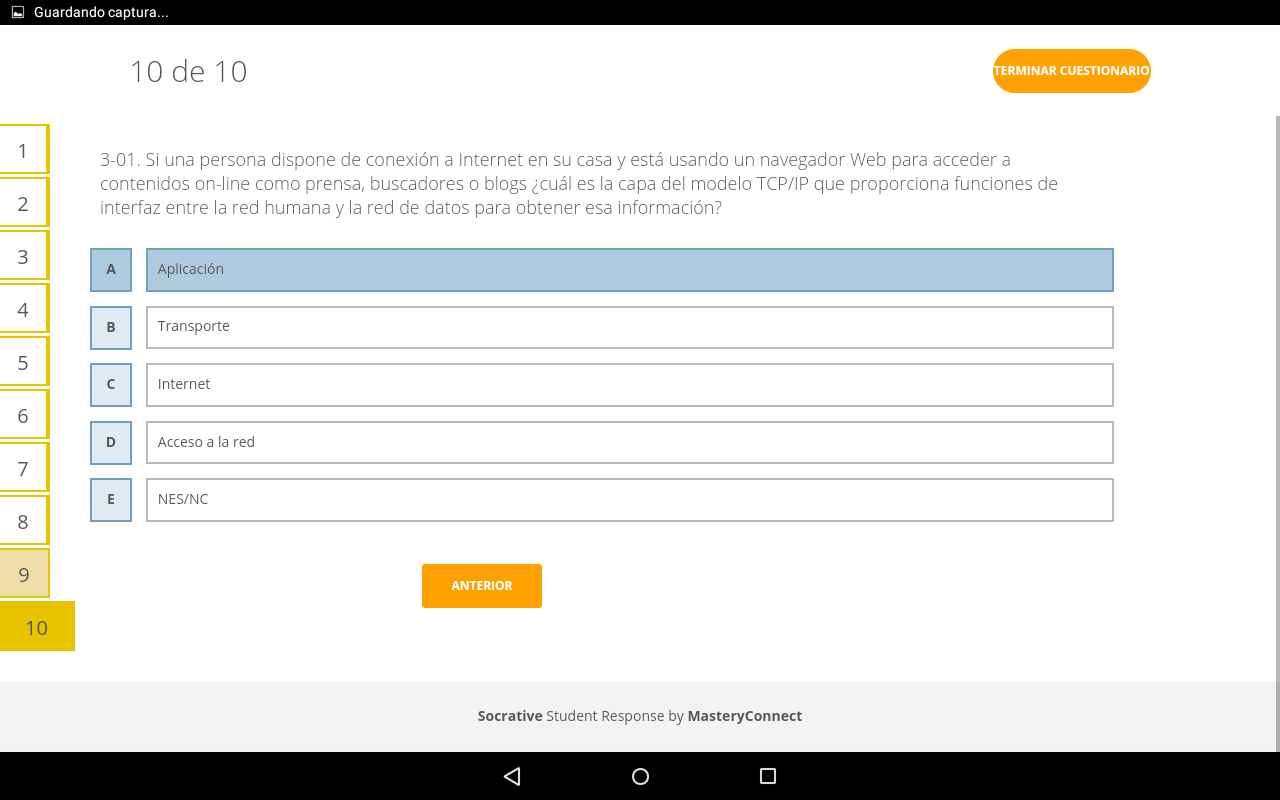 Guardando captura...
10 de 10
TERMINAR CUESTIONARIO
1
2
3
4
5
6
7
8
9
10
3-01. Si una persona dispone de conexión a Internet en su casa y está usando un navegador Web para acceder a
contenidos on-line como prensa, buscadores o blogs ¿cuál es la capa del modelo TCP/IP que proporciona funciones de
interfaz entre la red humana y la red de datos para obtener esa información?
A Aplicación
B Transporte
C Internet
D Acceso a la red
E NES/NC
ANTERIOR
Socrative Student Response by MasteryConnect